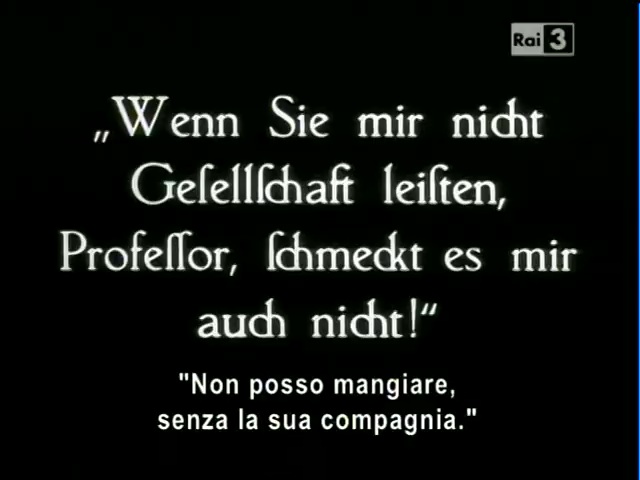 Rai 3
„Wenn Sie mir nicht
Geſellſchaft leiſten,
Profeſſor, ſchmeckt es mir
auch nicht!“
"Non posso mangiare,
senza la sua compagnia."